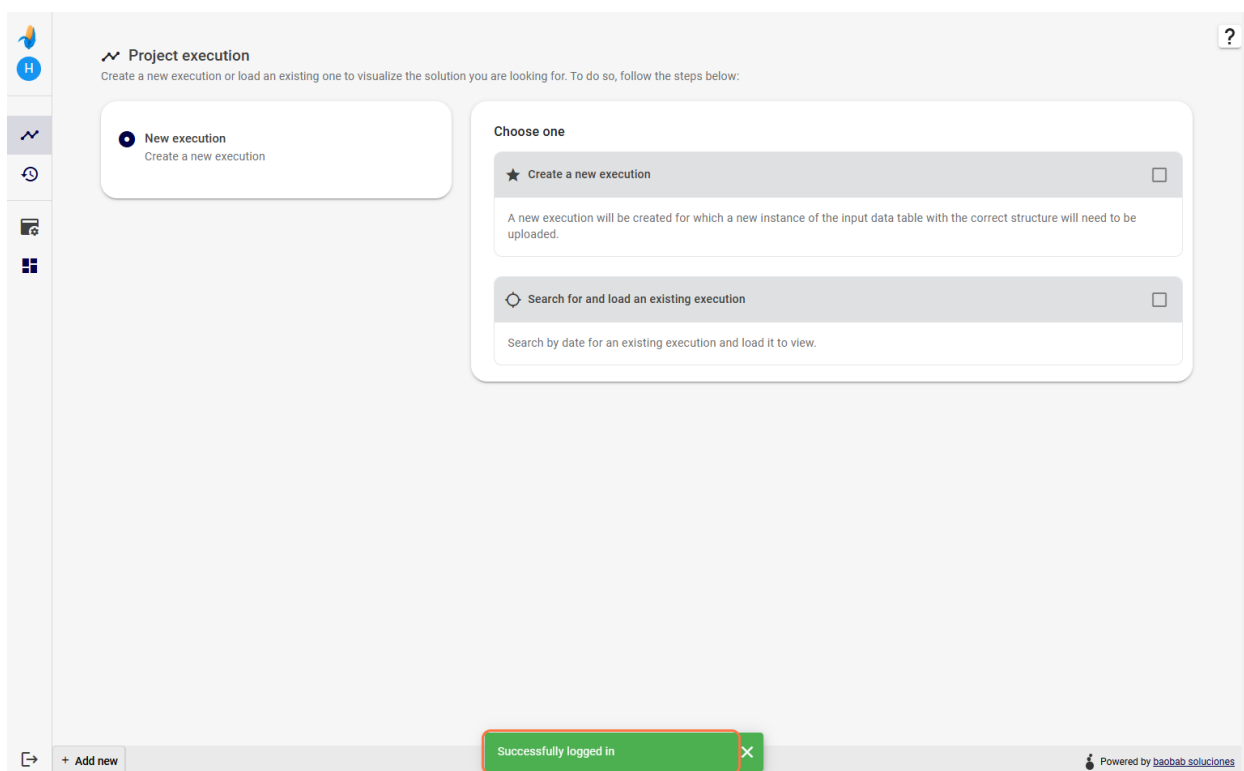 ?
Project execution
Create a new execution or load an existing one to visualize the solution you are looking for. To do so, follow the steps below:
H
New execution
Create a new execution
Choose one
Create a new execution
A new execution will be created for which a new instance of the input data table with the correct structure will need to be
uploaded.
Search for and load an existing execution
Search by date for an existing execution and load it to view.
Successfully logged in
+ Add new
Powered by baobab soluciones